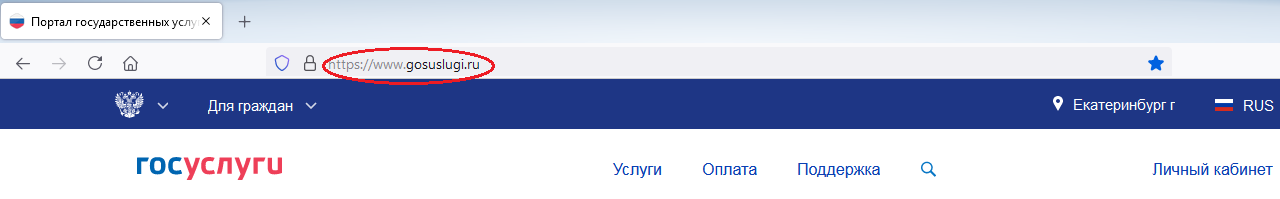 Портал государственных услу
https://www.gosuslugi.ru
Для граждан
Екатеринбург г
RUS
госуслуги
Услуги
Оплата
Поддержка
Личный кабинет